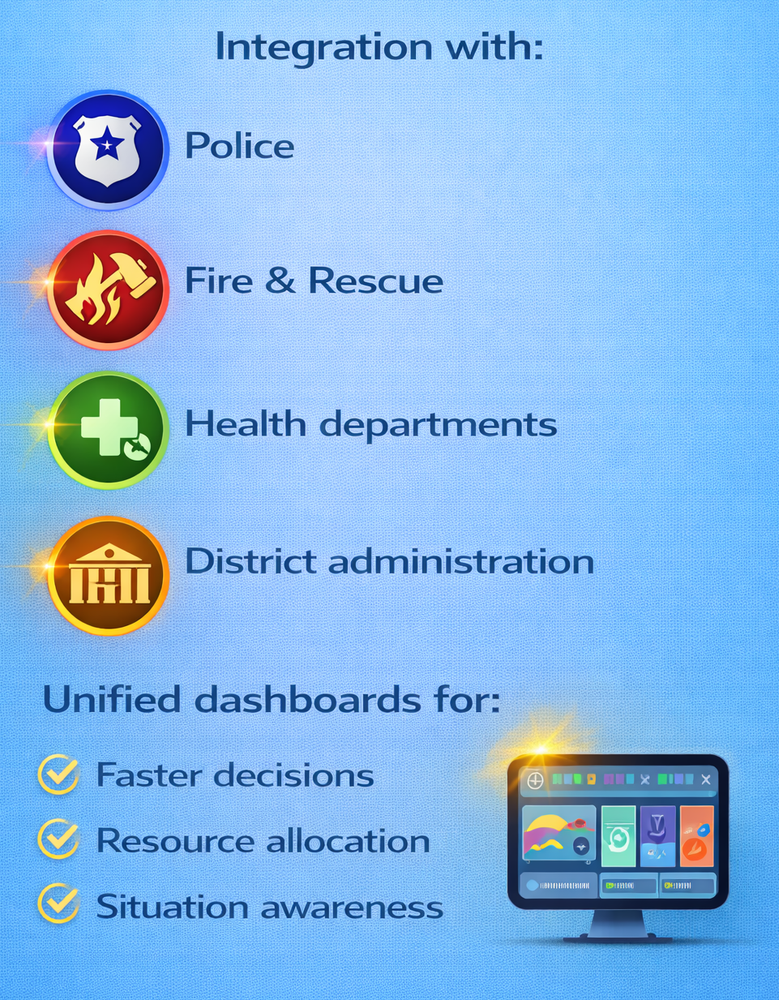 Integration with:
Police
Fire & Rescue
Health departments
District administration
Unified dashboards for:
Faster decisions
Resource allocation
Situation awareness